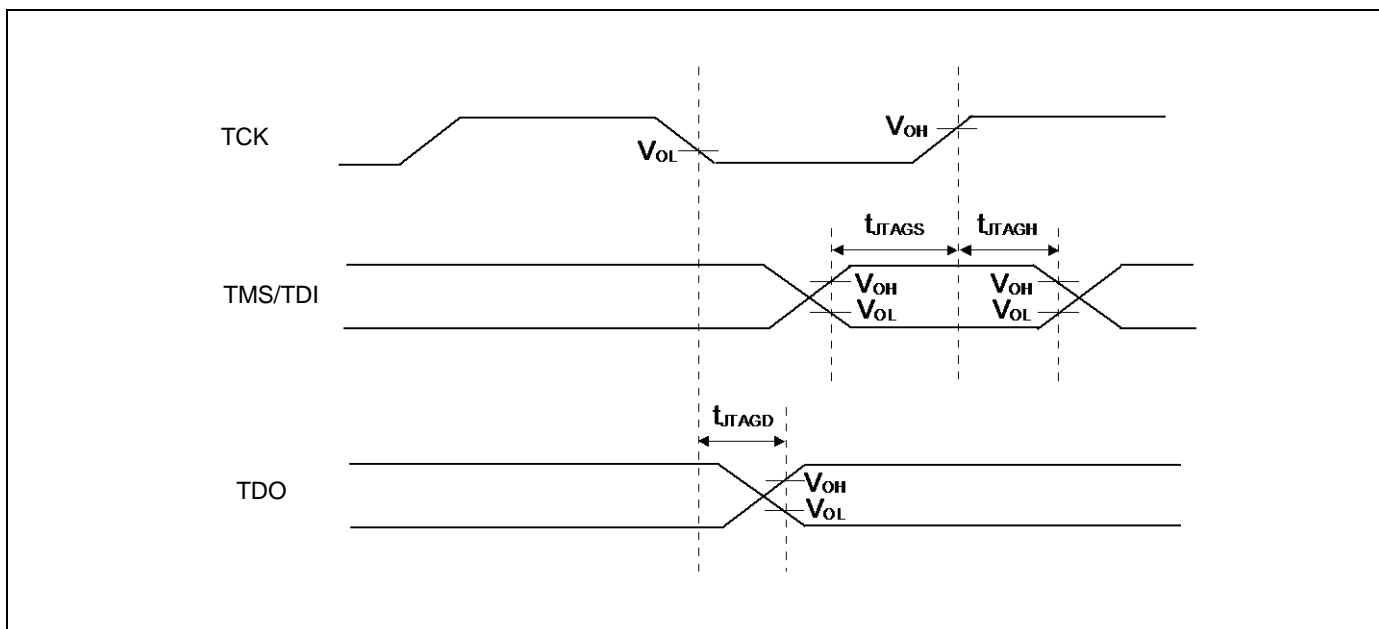 TCK
VOL
VOH
tJTAGS
tJTAGH
TMS/TDI
VOH
VOL
VOH
VOL
tJTAGD
TDO
VOH
VOL